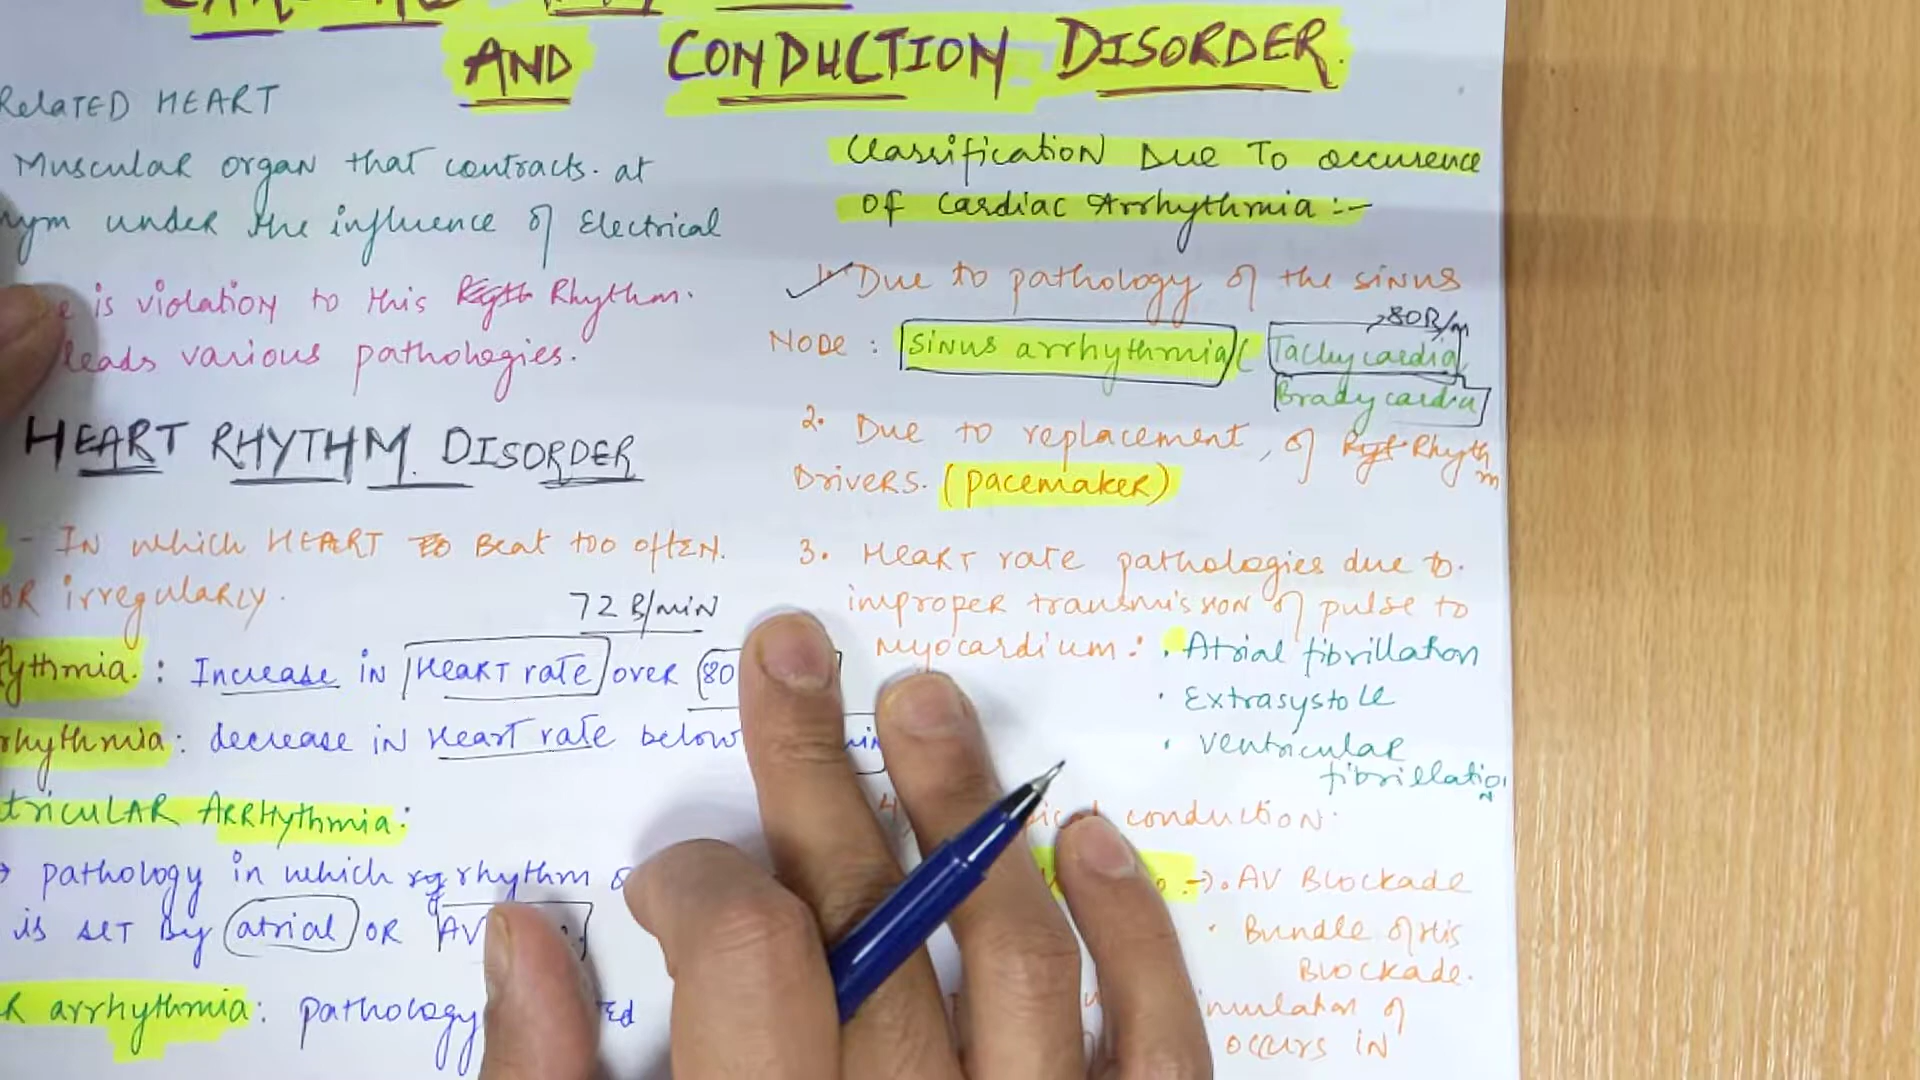 AND CONDUCTION DISORDER.
Related HEART
Muscular organ that contracts. at
under the influence of Electrical
is violation to this Rhythm.
leads various pathologies.
HEART RHYTHM. DISORDER
- IN which HEART Beat too often.
OR irregularly.
72 B/min
: Increase in Heart rate over (80
: decrease in Heart rate below
ARRHythmia:
→ pathology in which rhythm
is set by atrial OR AV
arrhythmia: pathology
Classification Due To occurence
of Cardiac Arrhythmia :-
Due to pathology of the sinus
>80B/m
Node : Sinus arrhythmia ( Tachycardia,
Bradycardia
2. Due to replacement, of Rhythm
Drivers. (pacemaker)
3. Heart rate pathologies due to.
improper transmission of pulse to
myocardium: . Atrial fibrillation
. Extrasystole
. Ventricular
fibrillation
4. conduction.
→ . AV Blockade
. Bundle of His
Blockade.
of
occurs in